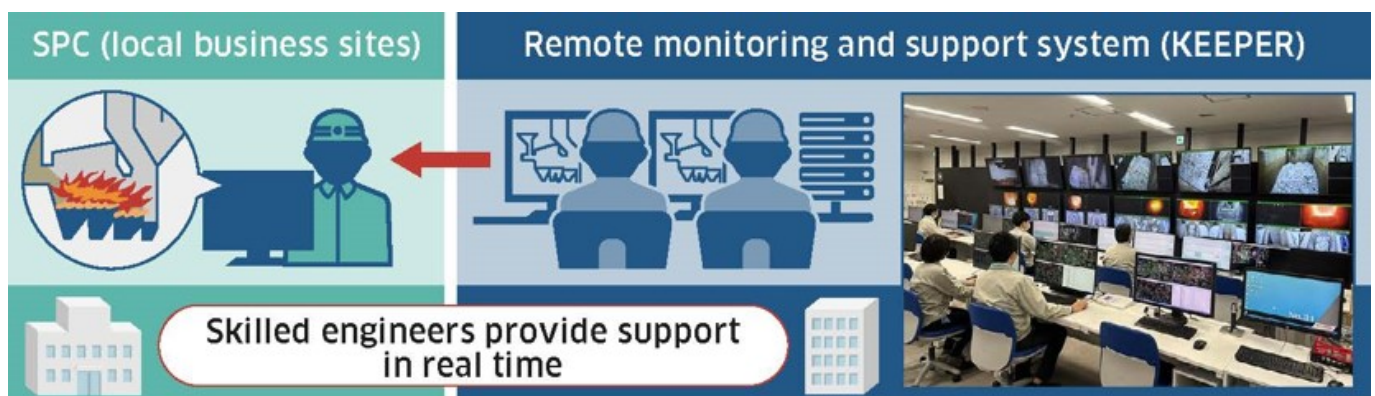 SPC (local business sites)
Remote monitoring and support system (KEEPER)
Skilled engineers provide support
in real time